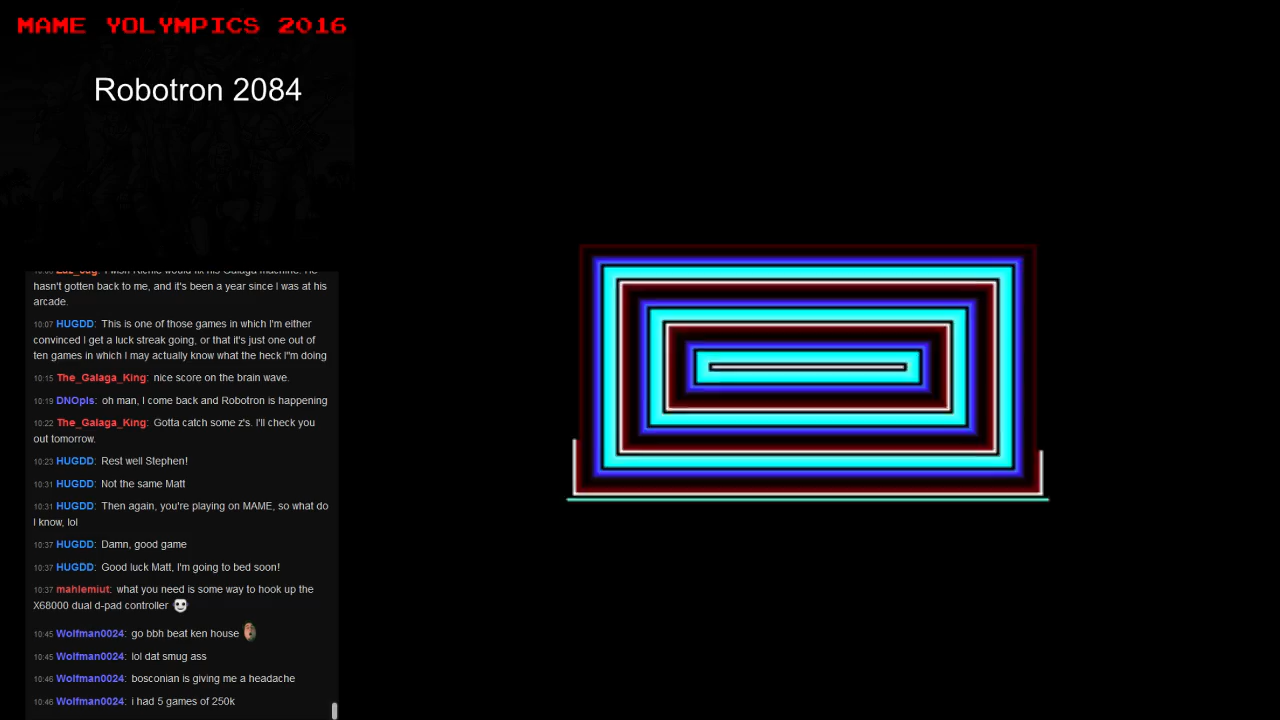 MAME YOLYMPICS 2016
Robotron 2084
hasn't gotten back to me, and it's been a year since I was at his
arcade.
10:07 HUGDD: This is one of those games in which I'm either
convinced I get a luck streak going, or that it's just one out of
ten games in which I may actually know what the heck I"m doing
10:15 The_Galaga_King: nice score on the brain wave.
10:19 DNOpls: oh man, I come back and Robotron is happening
10:22 The_Galaga_King: Gotta catch some z's. I'll check you
out tomorrow.
10:23 HUGDD: Rest well Stephen!
10:31 HUGDD: Not the same Matt
10:31 HUGDD: Then again, you're playing on MAME, so what do
I know, lol
10:37 HUGDD: Damn, good game
10:37 HUGDD: Good luck Matt, I'm going to bed soon!
10:37 mahlemiut: what you need is some way to hook up the
X68000 dual d-pad controller
10:45 Wolfman0024: go bbh beat ken house
10:45 Wolfman0024: lol dat smug ass
10:46 Wolfman0024: bosconian is giving me a headache
10:46 Wolfman0024: i had 5 games of 250k